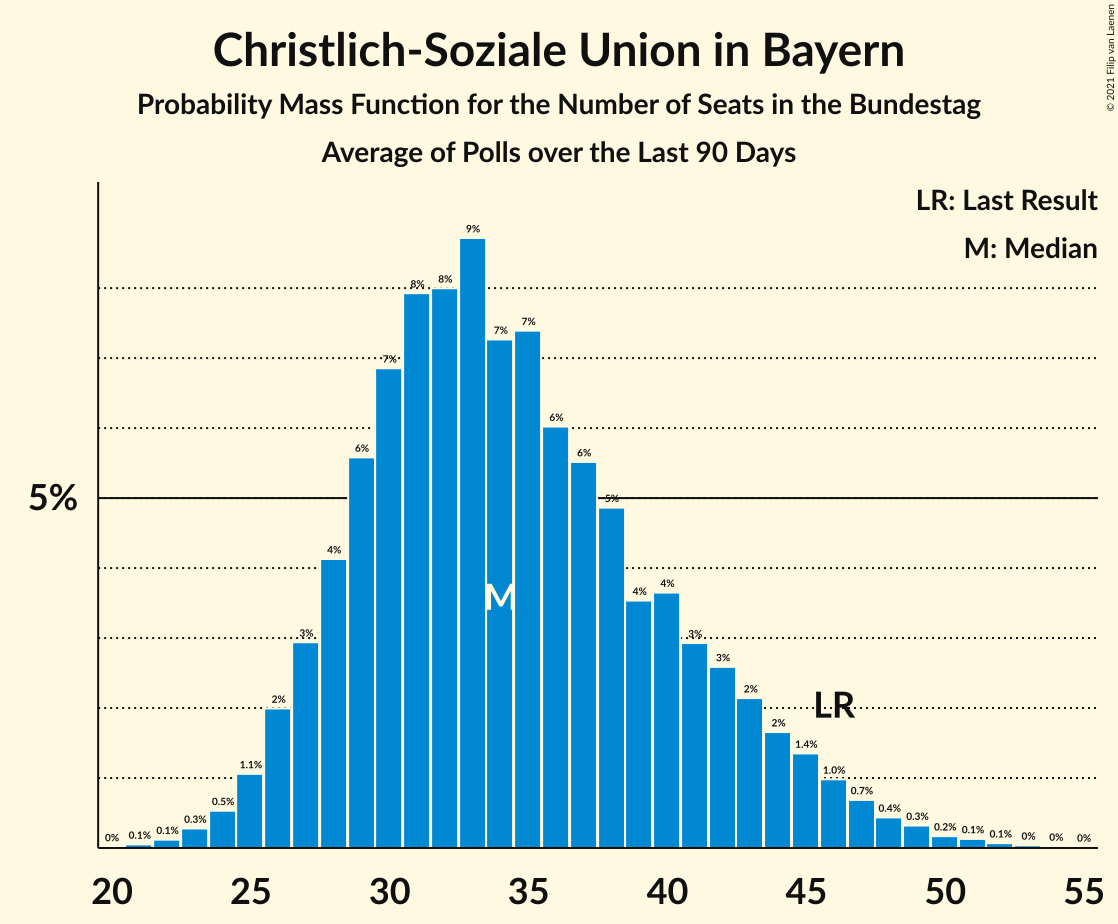 Christlich-Soziale Union in Bayern
Probability Mass Function for the Number of Seats in the Bundestag
Average of Polls over the Last 90 Days
© 2021 Filip van Laenen
LR: Last Result
M: Median
5%
0% 0.1% 0.1% 0.3% 0.5% 1.1% 2% 3% 4% 6% 7% 8% 8% 9% 7% 7% 6% 6% 5% 4% 4% 3% 3% 2% 2% 1.4% 1.0% 0.7% 0.4% 0.3% 0.2% 0.1% 0.1% 0% 0% 0%
M
LR
20 25 30 35 40 45 50 55